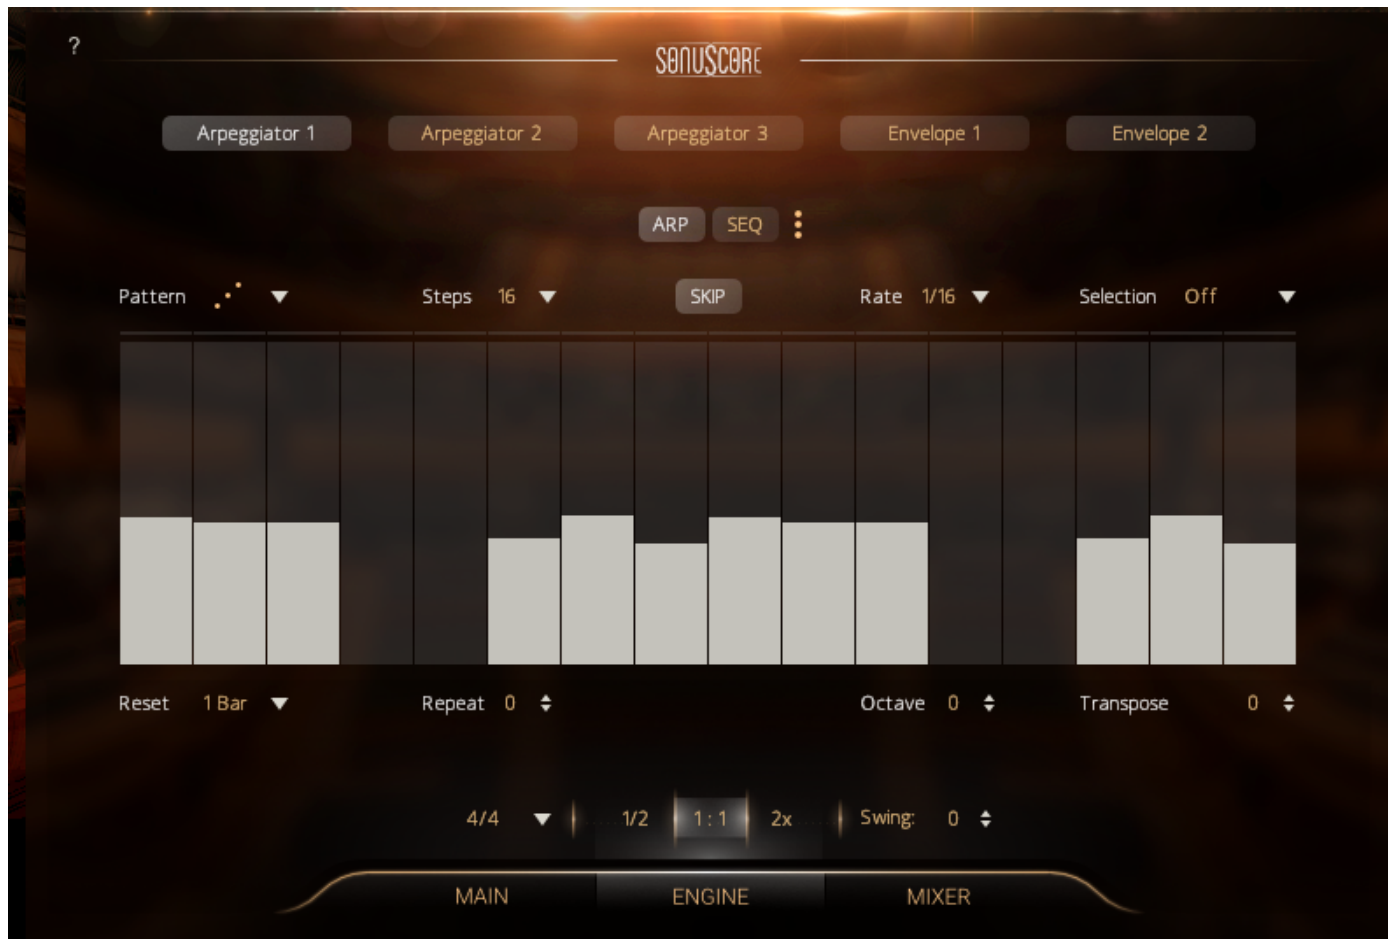 ?
SONUSCORE
Arpeggiator 1 Arpeggiator 2 Arpeggiator 3 Envelope 1 Envelope 2
ARP SEQ
Pattern Steps 16 SKIP Rate 1/16 Selection Off
Reset 1 Bar Repeat 0 Octave 0 Transpose 0
4/4 1/2 1 : 1 2x Swing: 0
MAIN ENGINE MIXER